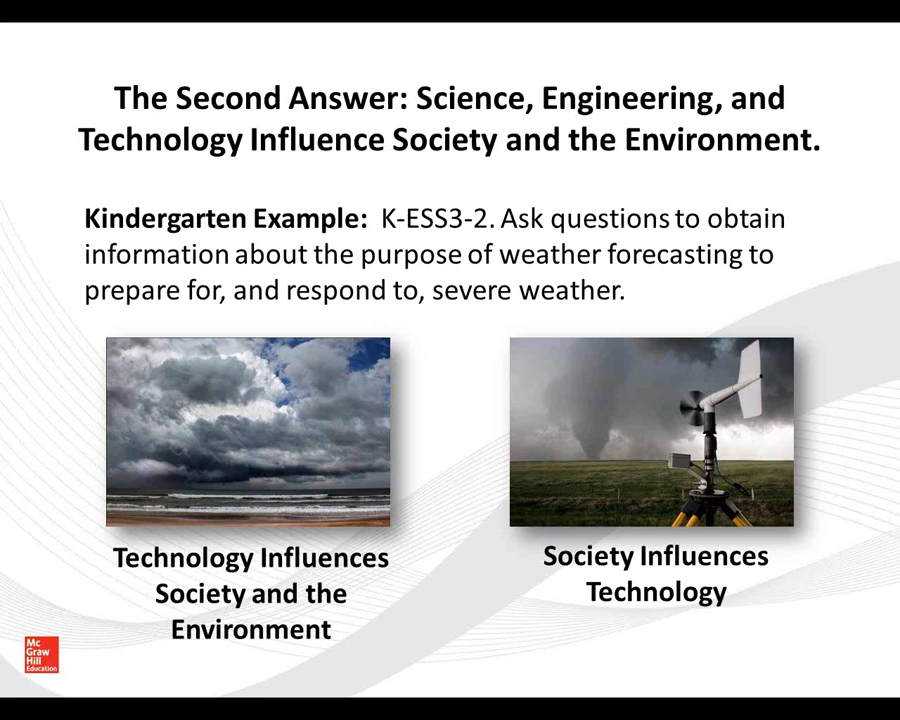 The Second Answer: Science, Engineering, and
Technology Influence Society and the Environment.
Kindergarten Example: K-ESS3-2. Ask questions to obtain
information about the purpose of weather forecasting to
prepare for, and respond to, severe weather.
Technology Influences
Society and the
Environment
Society Influences
Technology
Mc
Graw
Hill
Education